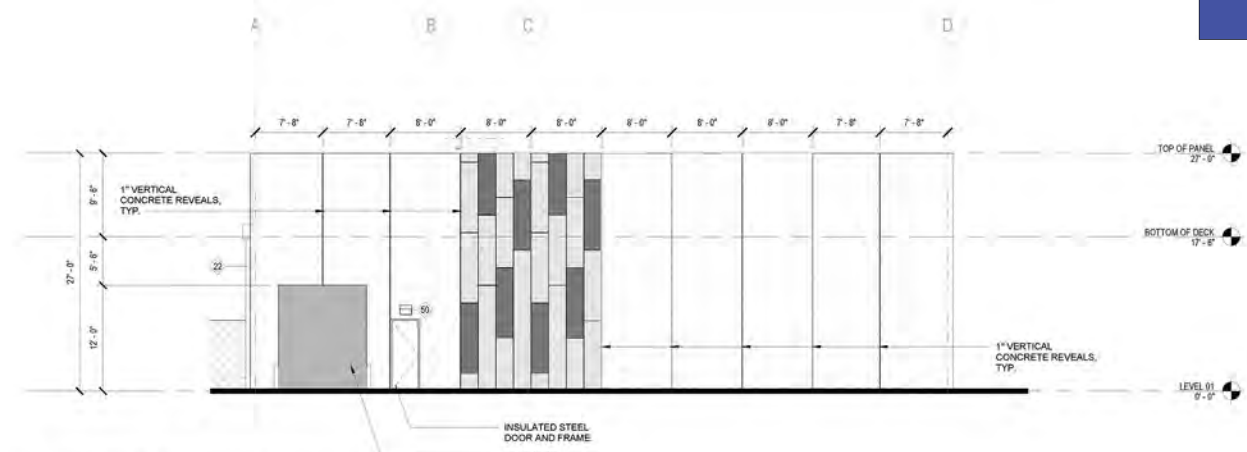 A B C D
7' - 8" 7' - 8" 8' - 0" 8' - 0" 8' - 0" 8' - 0" 8' - 0" 8' - 0" 7' - 8" 7' - 8"
TOP OF PANEL
27' - 0"
1" VERTICAL
CONCRETE REVEALS,
TYP.
9' - 6"
BOTTOM OF DECK
17' - 6"
5' - 6"
27' - 0"
22
50
12' - 0"
1" VERTICAL
CONCRETE REVEALS,
TYP.
LEVEL 01
0' - 0"
INSULATED STEEL
DOOR AND FRAME